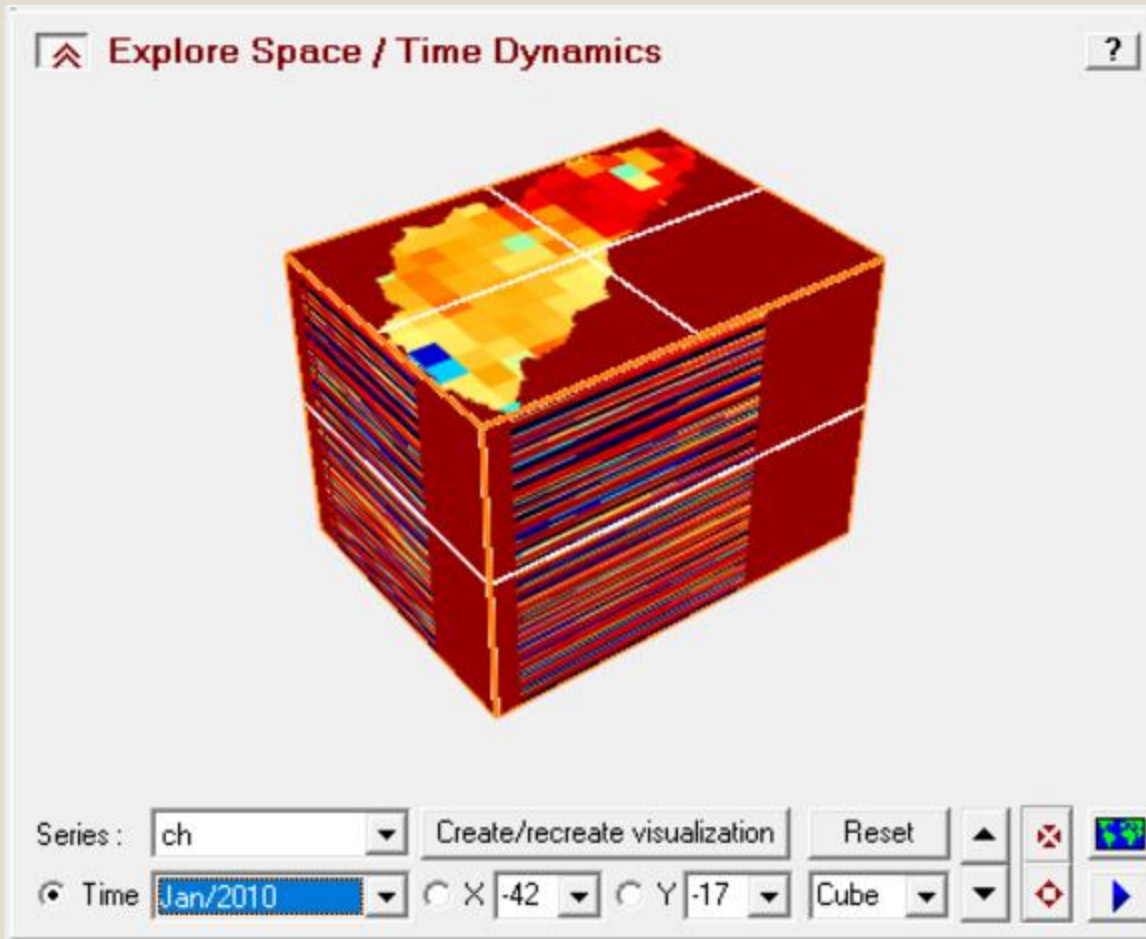 Explore Space / Time Dynamics
?
Series : ch Create/recreate visualization Reset
Time Jan/2010 X -42 Y -17 Cube